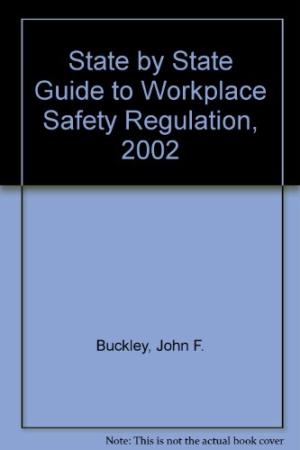 State by State
Guide to Workplace
Safety Regulation,
2002
Buckley, John F.
Note: This is not the actual book cover